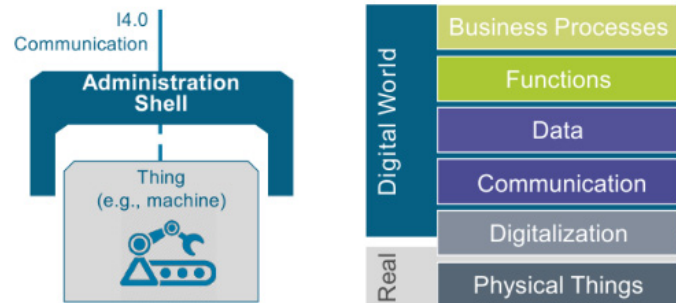 I4.0
Communication
Administration
Shell
Thing
(e.g., machine)
Digital World
Real
Business Processes
Functions
Data
Communication
Digitalization
Physical Things